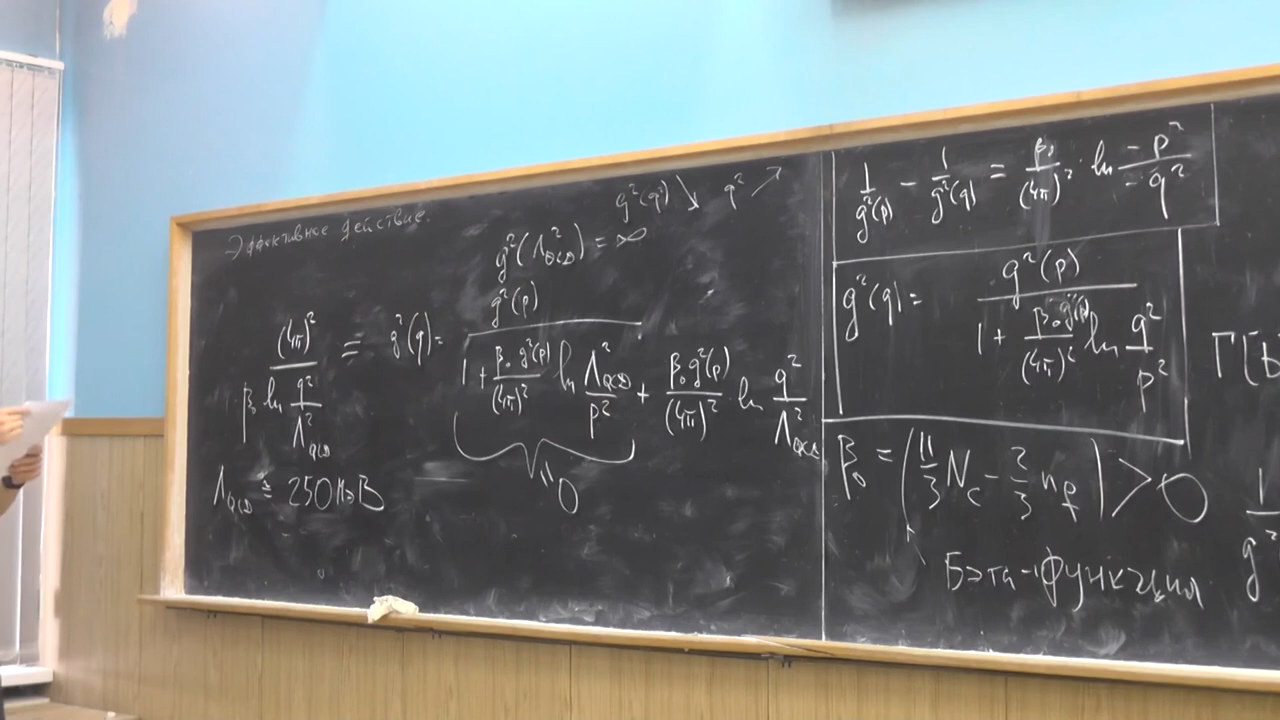 Эффективное действие.
g²(q²) ↘ q² ↗
g²(Λ²_QCD) = ∞
(4π)² / (β₀ ln q²/Λ²_QCD) = g²(q) = g²(p) / (1 + β₀g²(p)/(4π)² ln Λ²_QCD/p² + β₀g²(p)/(4π)² ln q²/Λ²_QCD)
"0
Λ_QCD ≅ 250 МэВ
1/g²(p) − 1/g²(q) = β₀/(4π)² · ln −p²/−q²
g²(q) = g²(p) / (1 + β₀g²(p)/(4π)² ln q²/p²)
β₀ = (11/3 N_c − 2/3 n_f) > 0
Бэта-функция
Γ[
1/g²